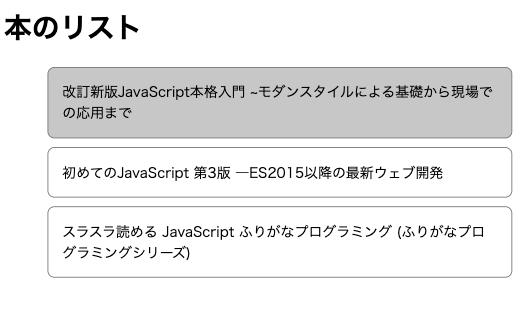 本のリスト
改訂新版JavaScript本格入門 ~モダンスタイルによる基礎から現場で
の応用まで
初めてのJavaScript 第3版 ―ES2015以降の最新ウェブ開発
スラスラ読める JavaScript ふりがなプログラミング (ふりがなプロ
グラミングシリーズ)